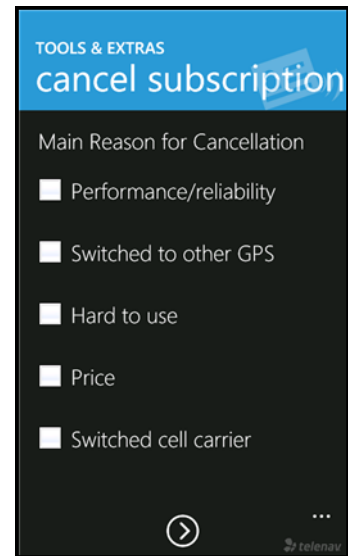 TOOLS & EXTRAS
cancel subscription
Main Reason for Cancellation
Performance/reliability
Switched to other GPS
Hard to use
Price
Switched cell carrier
...
telenav